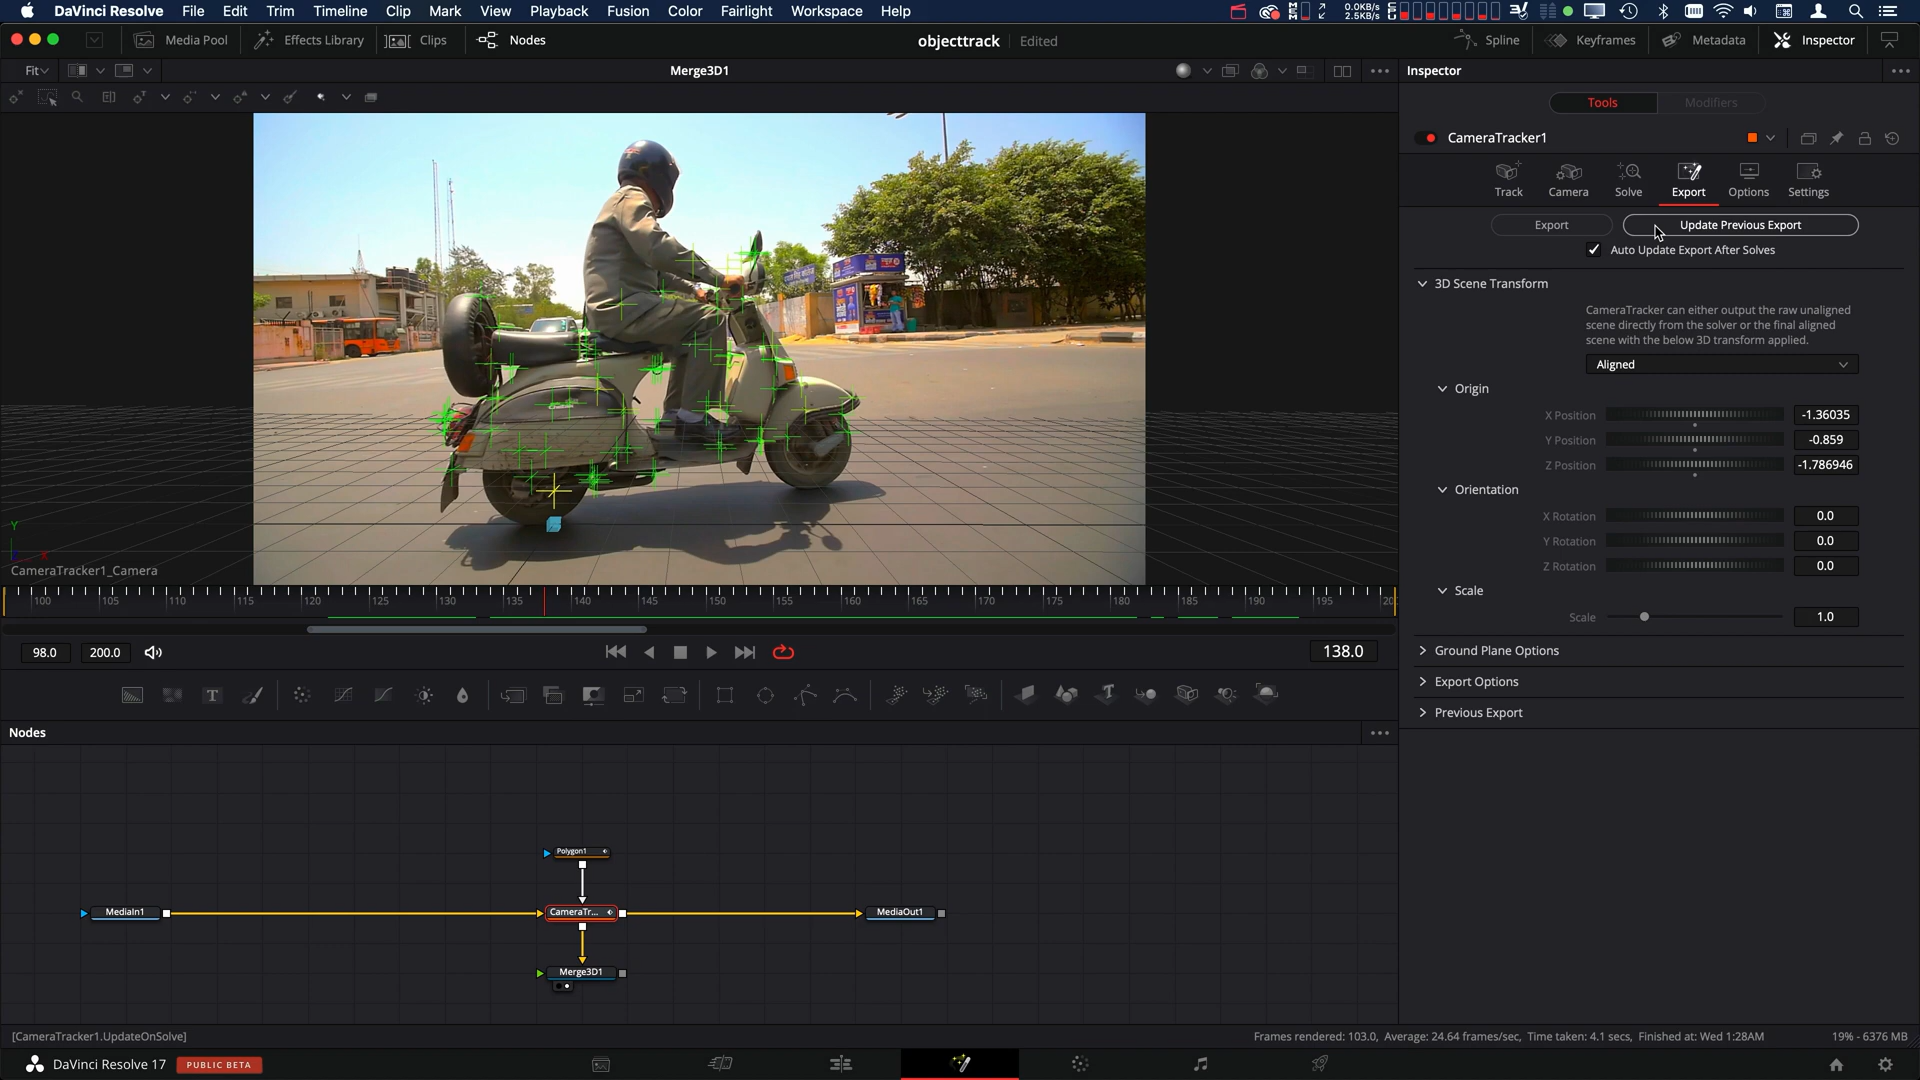 DaVinci Resolve File Edit Trim Timeline Clip Mark View Playback Fusion Color Fairlight Workspace Help 0.0KB/s 2.5KB/s
Media Pool Effects Library Clips Nodes objecttrack Edited Spline Keyframes Metadata Inspector
Fit Merge3D1 Inspector
Tools Modifiers
CameraTracker1
Track Camera Solve Export Options Settings
Export Update Previous Export
Auto Update Export After Solves
3D Scene Transform
CameraTracker can either output the raw unaligned
scene directly from the solver or the final aligned
scene with the below 3D transform applied.
Aligned
Origin
X Position -1.36035
Y Position -0.859
Z Position -1.786946
Orientation
X Rotation 0.0
Y Rotation 0.0
Z Rotation 0.0
Scale
Scale 1.0
Ground Plane Options
Export Options
Previous Export
Y
X
CameraTracker1_Camera
100 105 110 115 120 125 130 135 140 145 150 155 160 165 170 175 180 185 190 195 20
98.0 200.0 138.0
Nodes
Polygon1
MediaIn1 CameraTr... MediaOut1
Merge3D1
[CameraTracker1.UpdateOnSolve] Frames rendered: 103.0, Average: 24.64 frames/sec, Time taken: 4.1 secs, Finished at: Wed 1:28AM 19% - 6376 MB
DaVinci Resolve 17 PUBLIC BETA